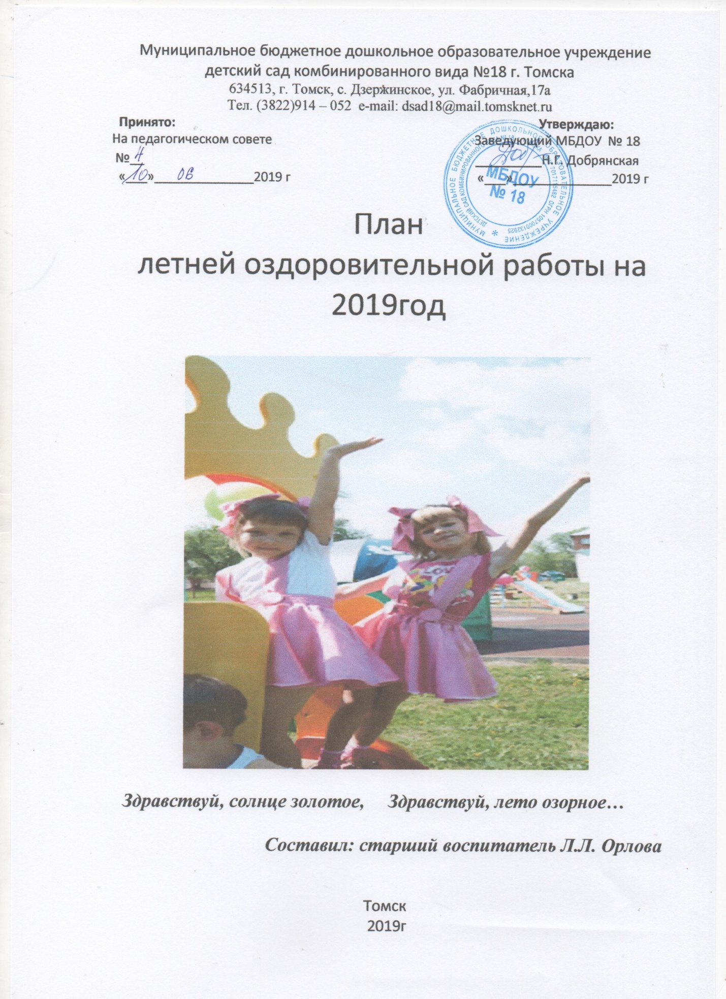 Муниципальное бюджетное дошкольное образовательное учреждение
детский сад комбинированного вида №18 г. Томска
634513, г. Томск, с. Дзержинское, ул. Фабричная,17а
Тел. (3822)914 – 052 e-mail: dsad18@mail.tomsknet.ru
Принято: Утверждаю:
На педагогическом совете Заведующий МБДОУ № 18
№ 4 ___________Н.Г. Добрянская
«10» 06 2019 г «___»______________2019 г
МУНИЦИПАЛЬНОЕ БЮДЖЕТНОЕ ДОШКОЛЬНОЕ ОБРАЗОВАТЕЛЬНОЕ УЧРЕЖДЕНИЕ
ДЕТСКИЙ САД КОМБИНИРОВАННОГО
7017115482 ОГРН 1057000132925
МБДОУ
№ 18
План
летней оздоровительной работы на
2019год
LOV
Здравствуй, солнце золотое, Здравствуй, лето озорное…
Составил: старший воспитатель Л.Л. Орлова
Томск
2019г